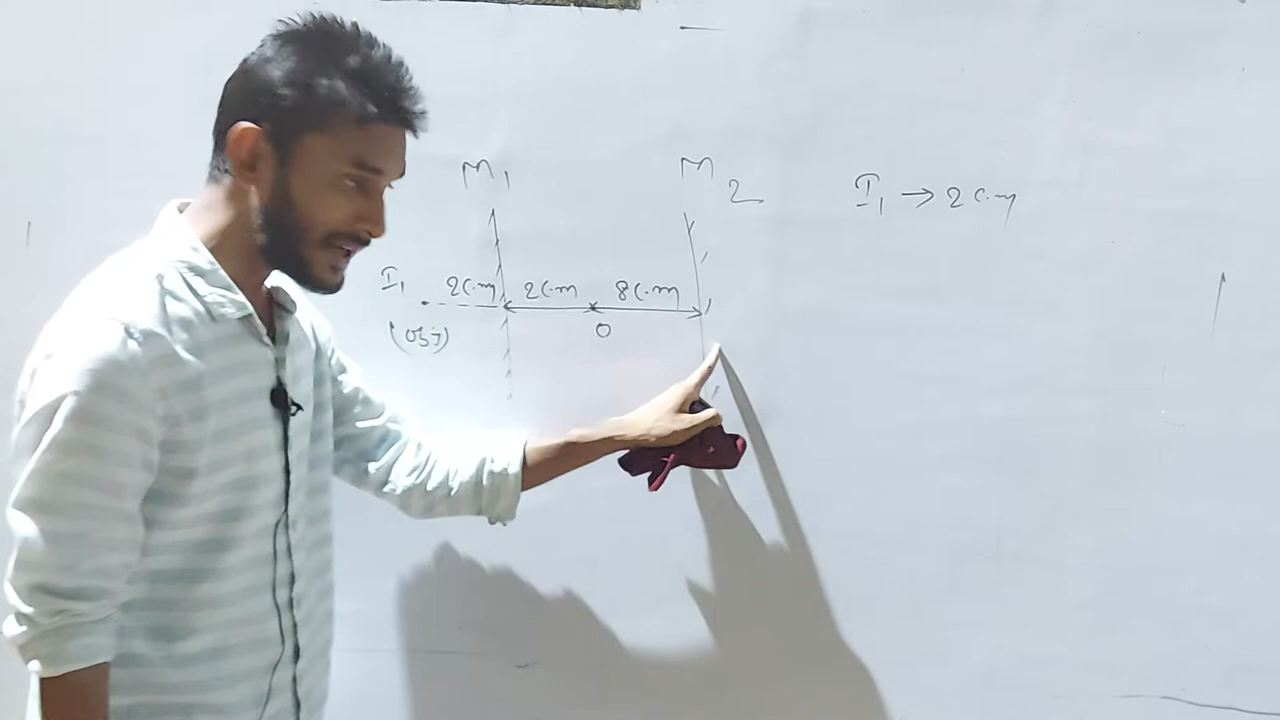 M₁ M₂
I₁ → 2cm
I₁ 2cm 2cm 8cm
(obj) O